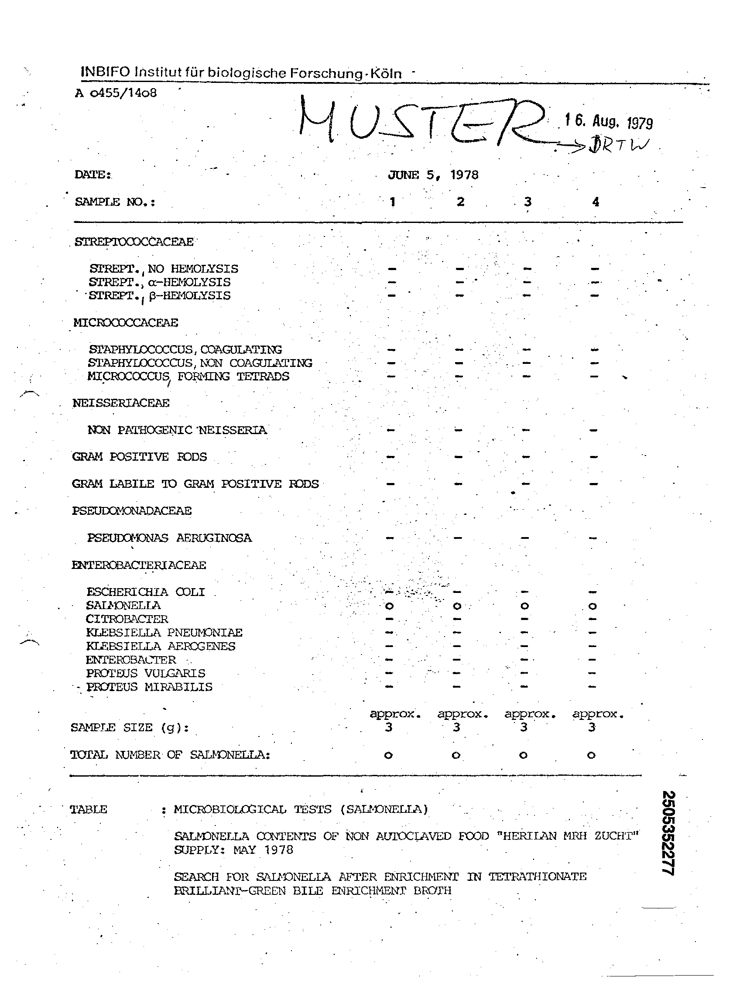 INBIFO Institut für biologische Forschung · Köln
A o455/14o8
MUSTER 16. Aug. 1979
→ DRTW
DATE: JUNE 5, 1978
SAMPLE NO.: 1 2 3 4
STREPTOCOCCACEAE
STREPT., NO HEMOLYSIS – – – –
STREPT., α-HEMOLYSIS – – – –
STREPT., β-HEMOLYSIS – – – –
MICROCOCCACEAE
STAPHYLOCOCCUS, COAGULATING – – – –
STAPHYLOCOCCUS, NON COAGULATING – – – –
MICROCOCCUS, FORMING TETRADS – – – –
NEISSERIACEAE
NON PATHOGENIC NEISSERIA – – – –
GRAM POSITIVE RODS – – – –
GRAM LABILE TO GRAM POSITIVE RODS – – – –
PSEUDOMONADACEAE
PSEUDOMONAS AERUGINOSA – – – –
ENTEROBACTERIACEAE
ESCHERICHIA COLI – – – –
SALMONELLA o o o o
CITROBACTER – – – –
KLEBSIELLA PNEUMONIAE – – – –
KLEBSIELLA AEROGENES – – – –
ENTEROBACTER – – – –
PROTEUS VULGARIS – – – –
PROTEUS MIRABILIS – – – –
approx. approx. approx. approx.
SAMPLE SIZE (g): 3 3 3 3
TOTAL NUMBER OF SALMONELLA: o o o o
TABLE : MICROBIOLOGICAL TESTS (SALMONELLA)
SALMONELLA CONTENTS OF NON AUTOCLAVED FOOD "HERILAN MRH ZUCHT"
SUPPLY: MAY 1978
SEARCH FOR SALMONELLA AFTER ENRICHMENT IN TETRATHIONATE
BRILLIANT-GREEN BILE ENRICHMENT BROTH
2505352277